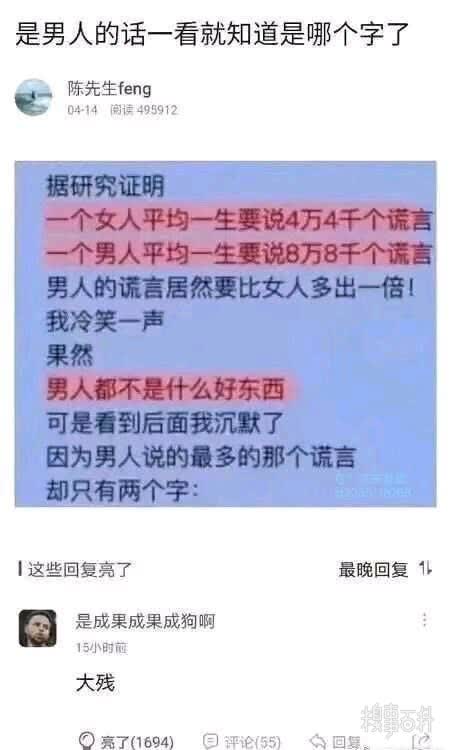 是男人的话一看就知道是哪个字了
陈先生feng
04-14 阅读 495912
据研究证明
一个女人平均一生要说4万4千个谎言
一个男人平均一生要说8万8千个谎言
男人的谎言居然要比女人多出一倍！
我冷笑一声
果然
男人都不是什么好东西
可是看到后面我沉默了
因为男人说的最多的那个谎言
却只有两个字：
这些回复亮了
最晚回复
是成果成果成狗啊
15小时前
大残
亮了(1694) 评论(55) 回复
糗事百科